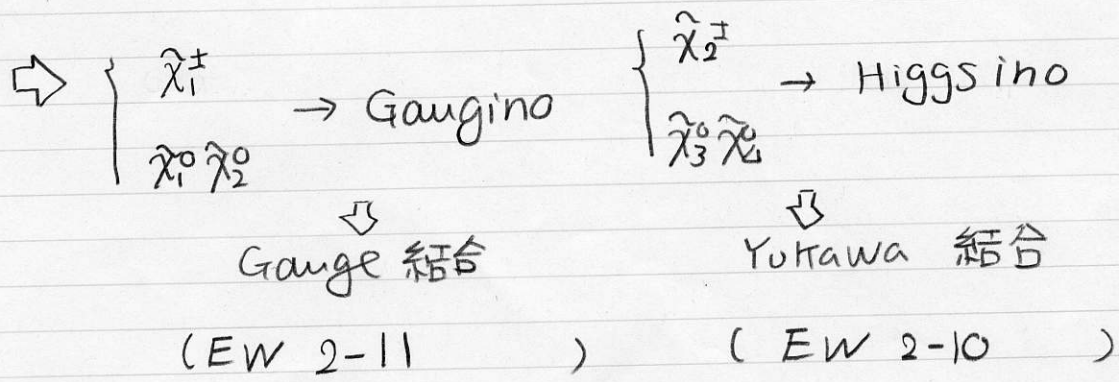 ⇨ { χ̃₁± → Gaugino { χ̃₂± → Higgsino
χ̃₁⁰ χ̃₂⁰ χ̃₃⁰ χ̃₄⁰
⇩ ⇩
Gauge 結合 Yukawa 結合
(EW 2-11 ) ( EW 2-10 )